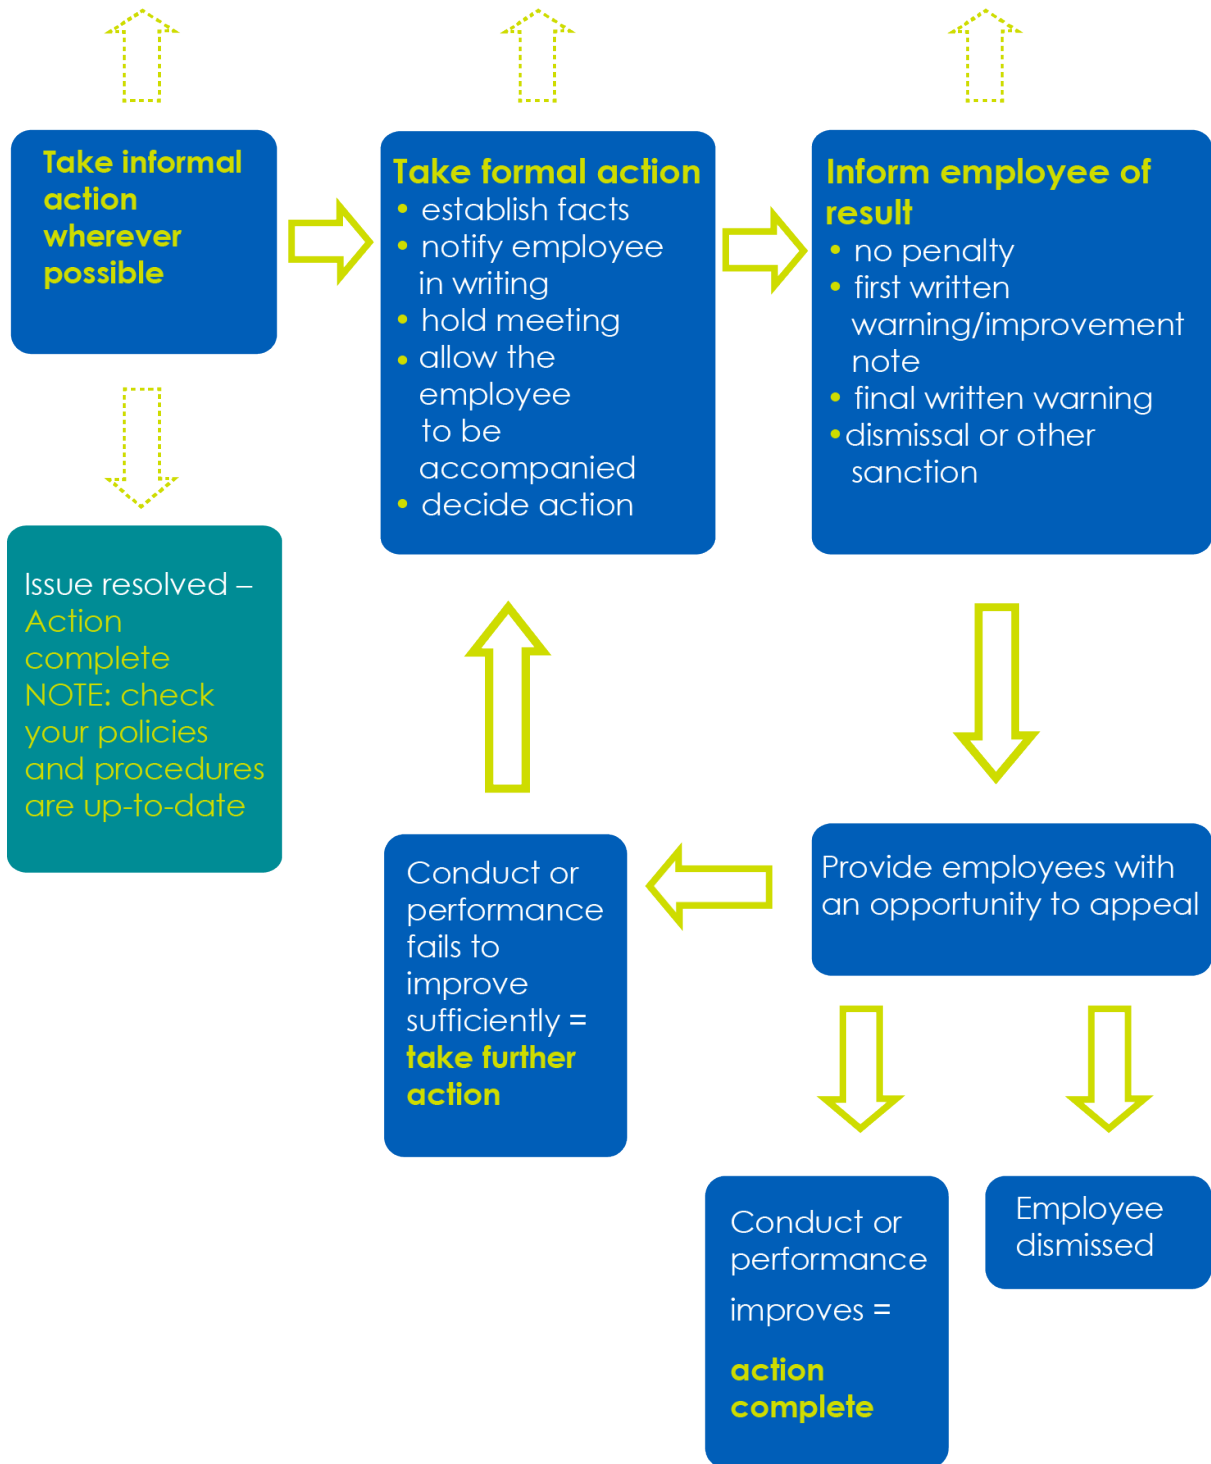 Take informal
action
wherever
possible
Take formal action
• establish facts
• notify employee
in writing
• hold meeting
• allow the
employee
to be
accompanied
• decide action
Inform employee of
result
• no penalty
• first written
warning/improvement
note
• final written warning
• dismissal or other
sanction
Issue resolved –
Action
complete
NOTE: check
your policies
and procedures
are up-to-date
Conduct or
performance
fails to
improve
sufficiently =
take further
action
Provide employees with
an opportunity to appeal
Conduct or
performance
improves =
action
complete
Employee
dismissed